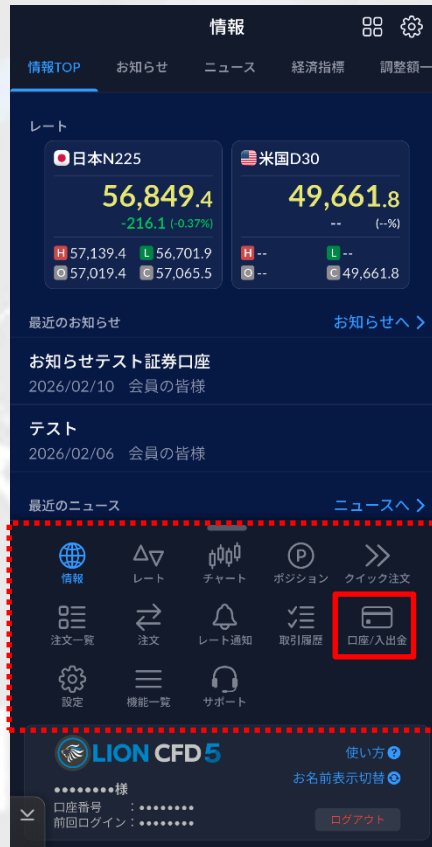 情報
情報TOP お知らせ ニュース 経済指標 調整額一
レート
日本N225 米国D30
56,849.4 49,661.8
-216.1 (-0.37%) -- (--%)
H 57,139.4 L 56,701.9 H -- L --
O 57,019.4 C 57,065.5 O -- C 49,661.8
最近のお知らせ お知らせへ
お知らせテスト証券口座
2026/02/10 会員の皆様
テスト
2026/02/06 会員の皆様
最近のニュース ニュースへ
情報 レート チャート P ポジション クイック注文
注文一覧 注文 レート通知 取引履歴 口座/入出金
設定 機能一覧 サポート
LION CFD 5 使い方 ?
お名前表示切替
••••••••様
口座番号 : ••••••••
前回ログイン : •••••••• ログアウト